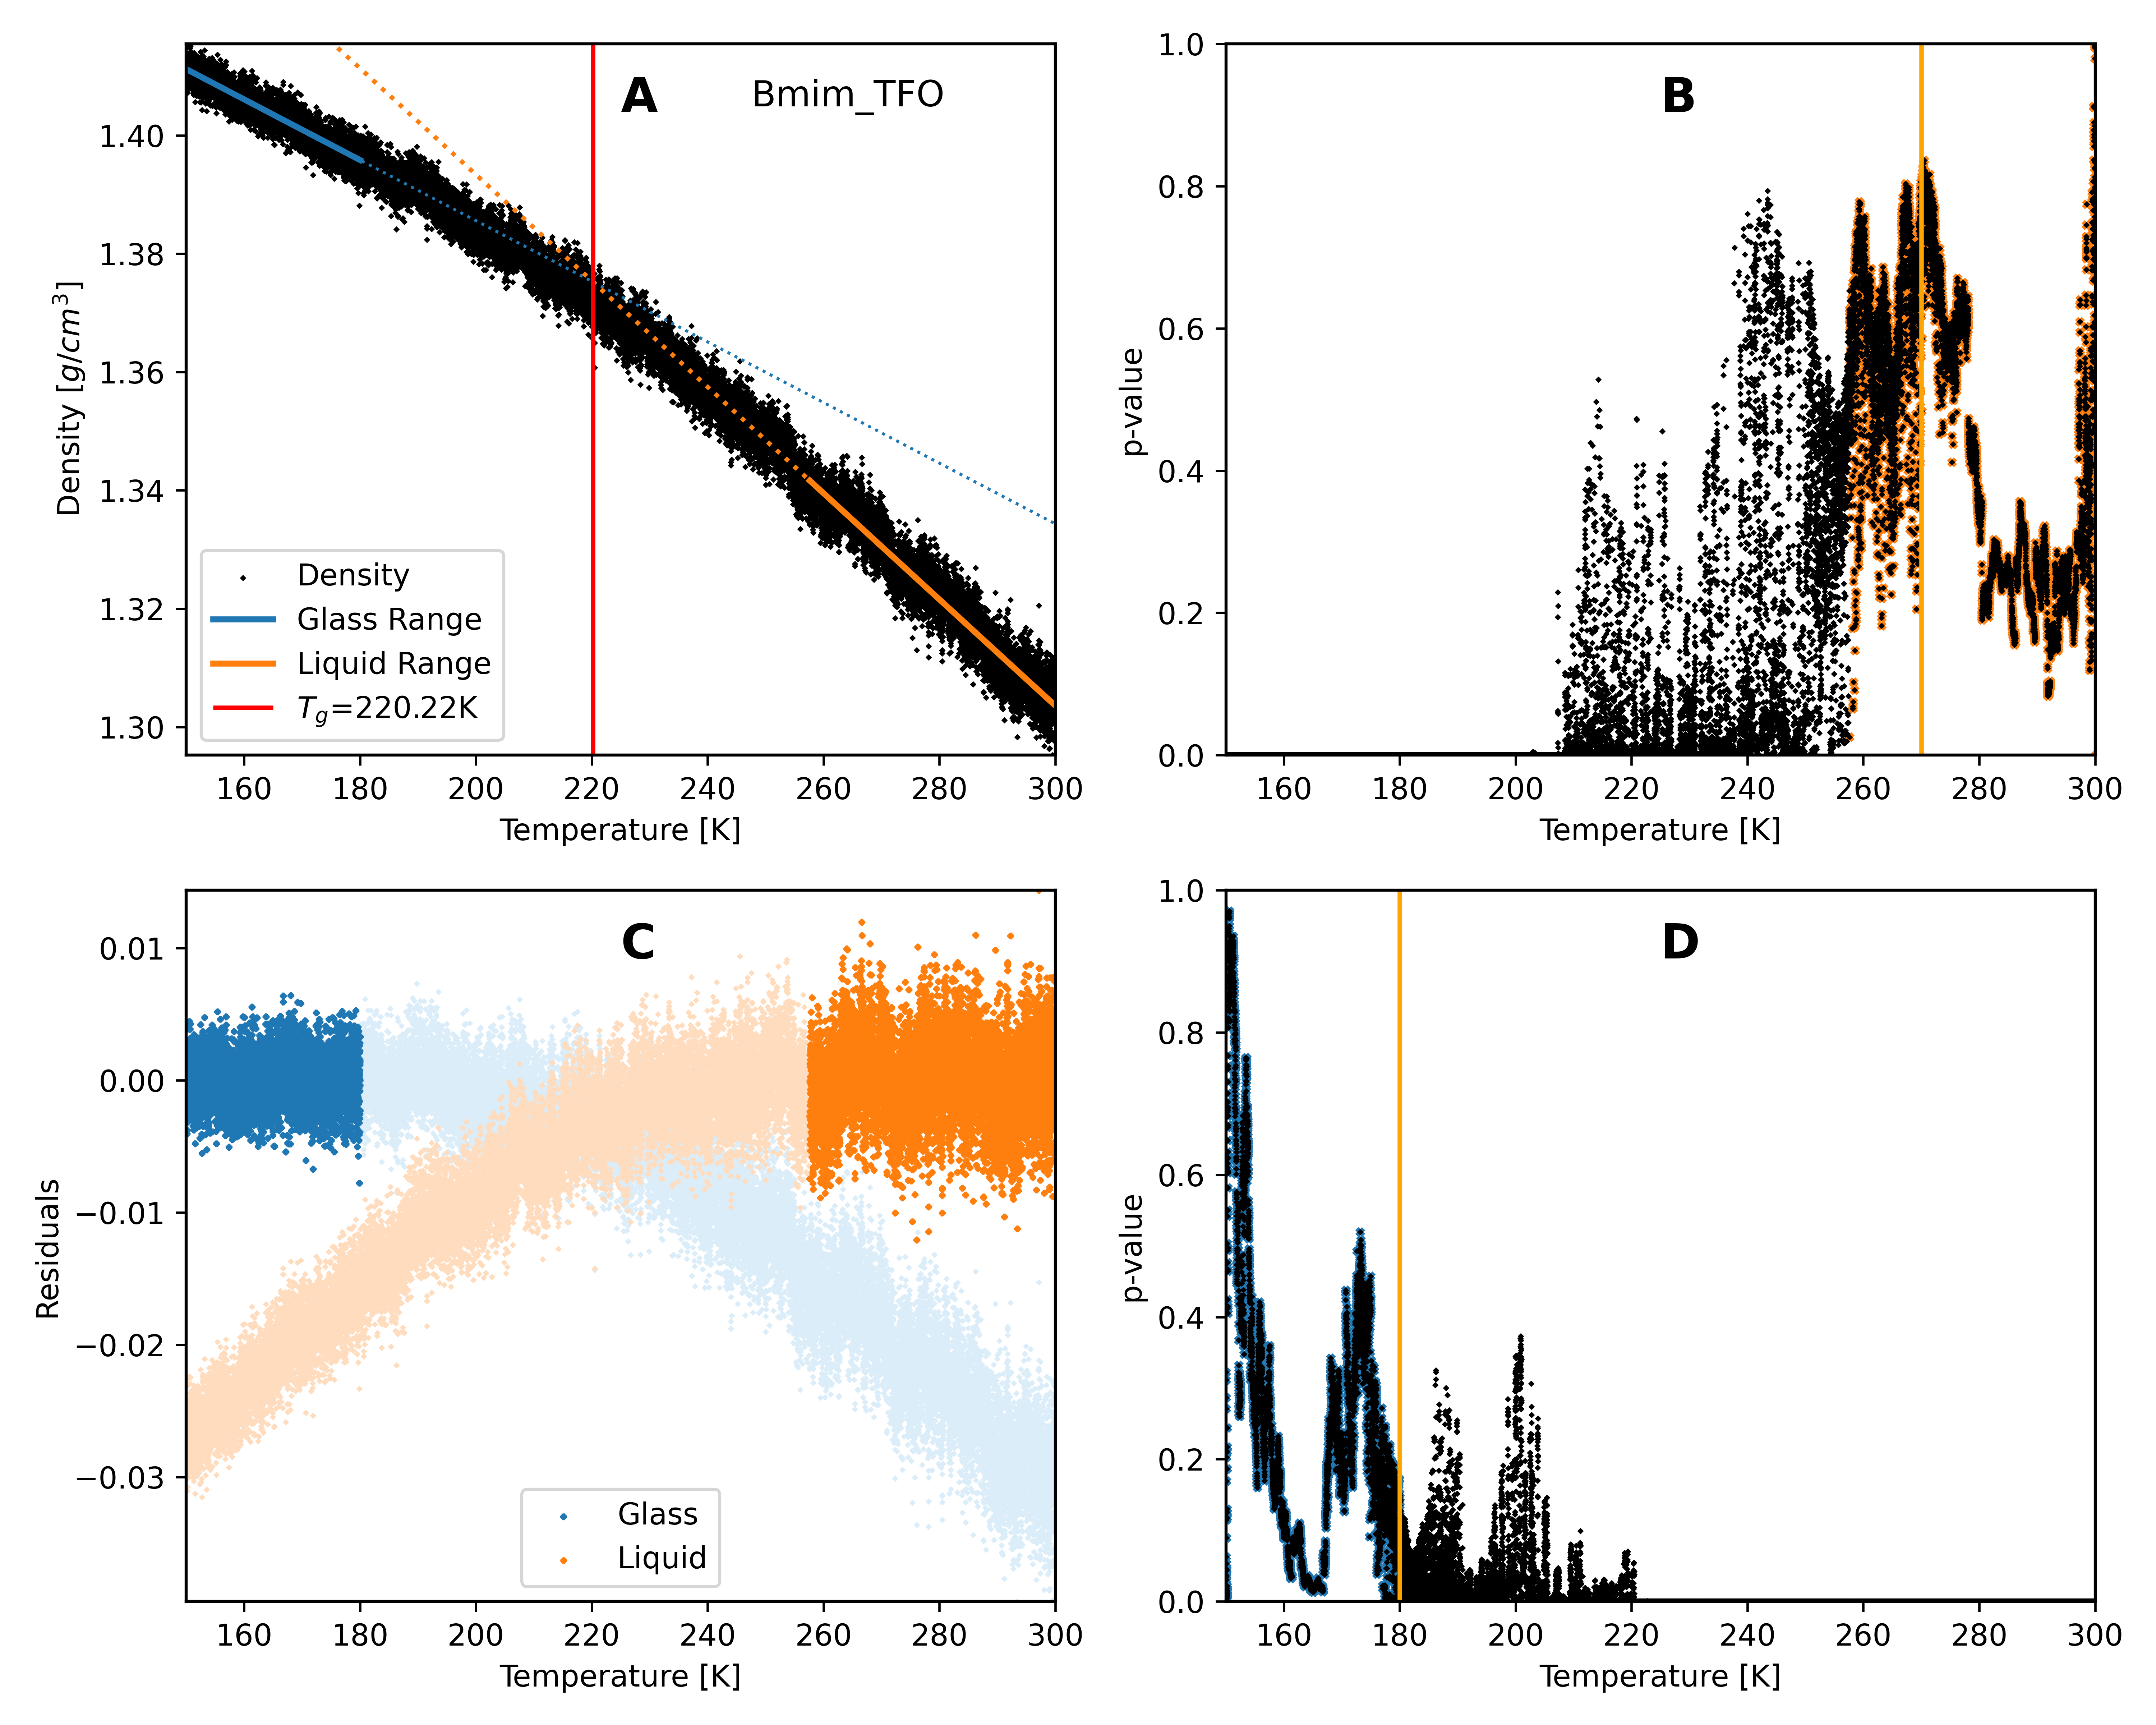 A
Bmim_TFO
1.40
1.38
1.36
1.34
1.32
1.30
Density [g/cm³]
Density
Glass Range
Liquid Range
T_g=220.22K
160 180 200 220 240 260 280 300
Temperature [K]
B
1.0
0.8
0.6
0.4
0.2
0.0
p-value
160 180 200 220 240 260 280 300
Temperature [K]
C
0.01
0.00
−0.01
−0.02
−0.03
Residuals
Glass
Liquid
160 180 200 220 240 260 280 300
Temperature [K]
D
1.0
0.8
0.6
0.4
0.2
0.0
p-value
160 180 200 220 240 260 280 300
Temperature [K]